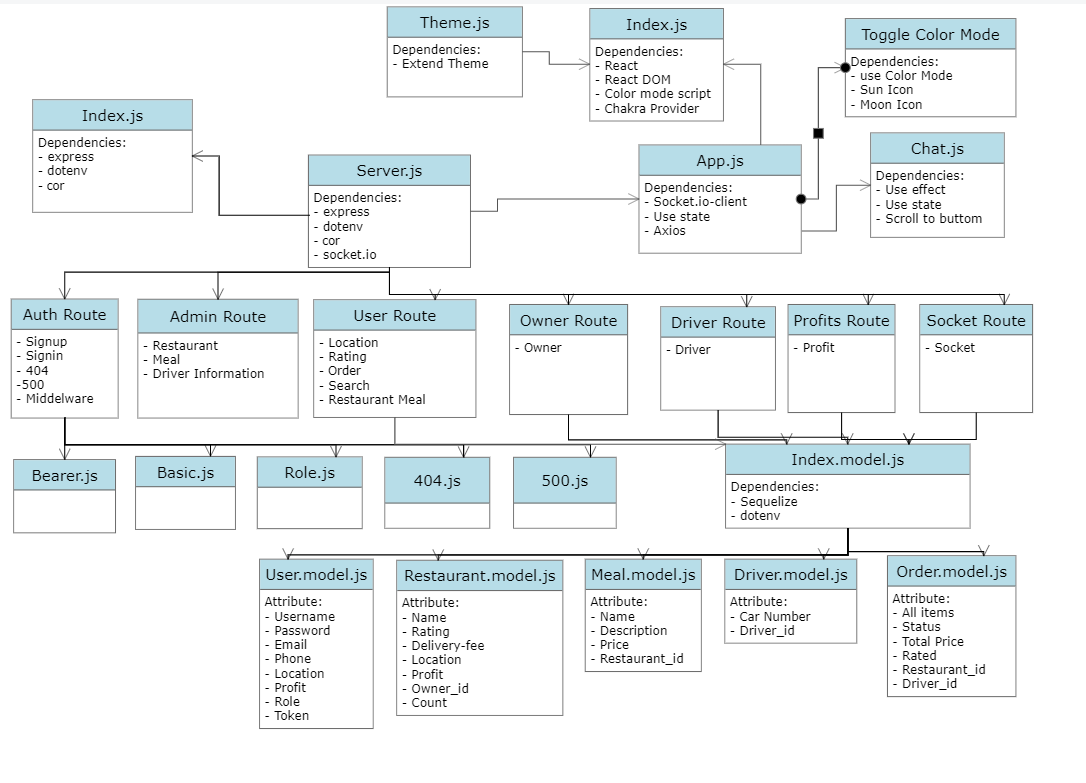 Theme.js
Dependencies:
- Extend Theme
Index.js
Dependencies:
- React
- React DOM
- Color mode script
- Chakra Provider
Toggle Color Mode
Dependencies:
- use Color Mode
- Sun Icon
- Moon Icon
Index.js
Dependencies:
- express
- dotenv
- cor
Server.js
Dependencies:
- express
- dotenv
- cor
- socket.io
App.js
Dependencies:
- Socket.io-client
- Use state
- Axios
Chat.js
Dependencies:
- Use effect
- Use state
- Scroll to buttom
Auth Route
- Signup
- Signin
- 404
-500
- Middelware
Admin Route
- Restaurant
- Meal
- Driver Information
User Route
- Location
- Rating
- Order
- Search
- Restaurant Meal
Owner Route
- Owner
Driver Route
- Driver
Profits Route
- Profit
Socket Route
- Socket
Bearer.js
Basic.js
Role.js
404.js
500.js
Index.model.js
Dependencies:
- Sequelize
- dotenv
User.model.js
Attribute:
- Username
- Password
- Email
- Phone
- Location
- Profit
- Role
- Token
Restaurant.model.js
Attribute:
- Name
- Rating
- Delivery-fee
- Location
- Profit
- Owner_id
- Count
Meal.model.js
Attribute:
- Name
- Description
- Price
- Restaurant_id
Driver.model.js
Attribute:
- Car Number
- Driver_id
Order.model.js
Attribute:
- All items
- Status
- Total Price
- Rated
- Restaurant_id
- Driver_id